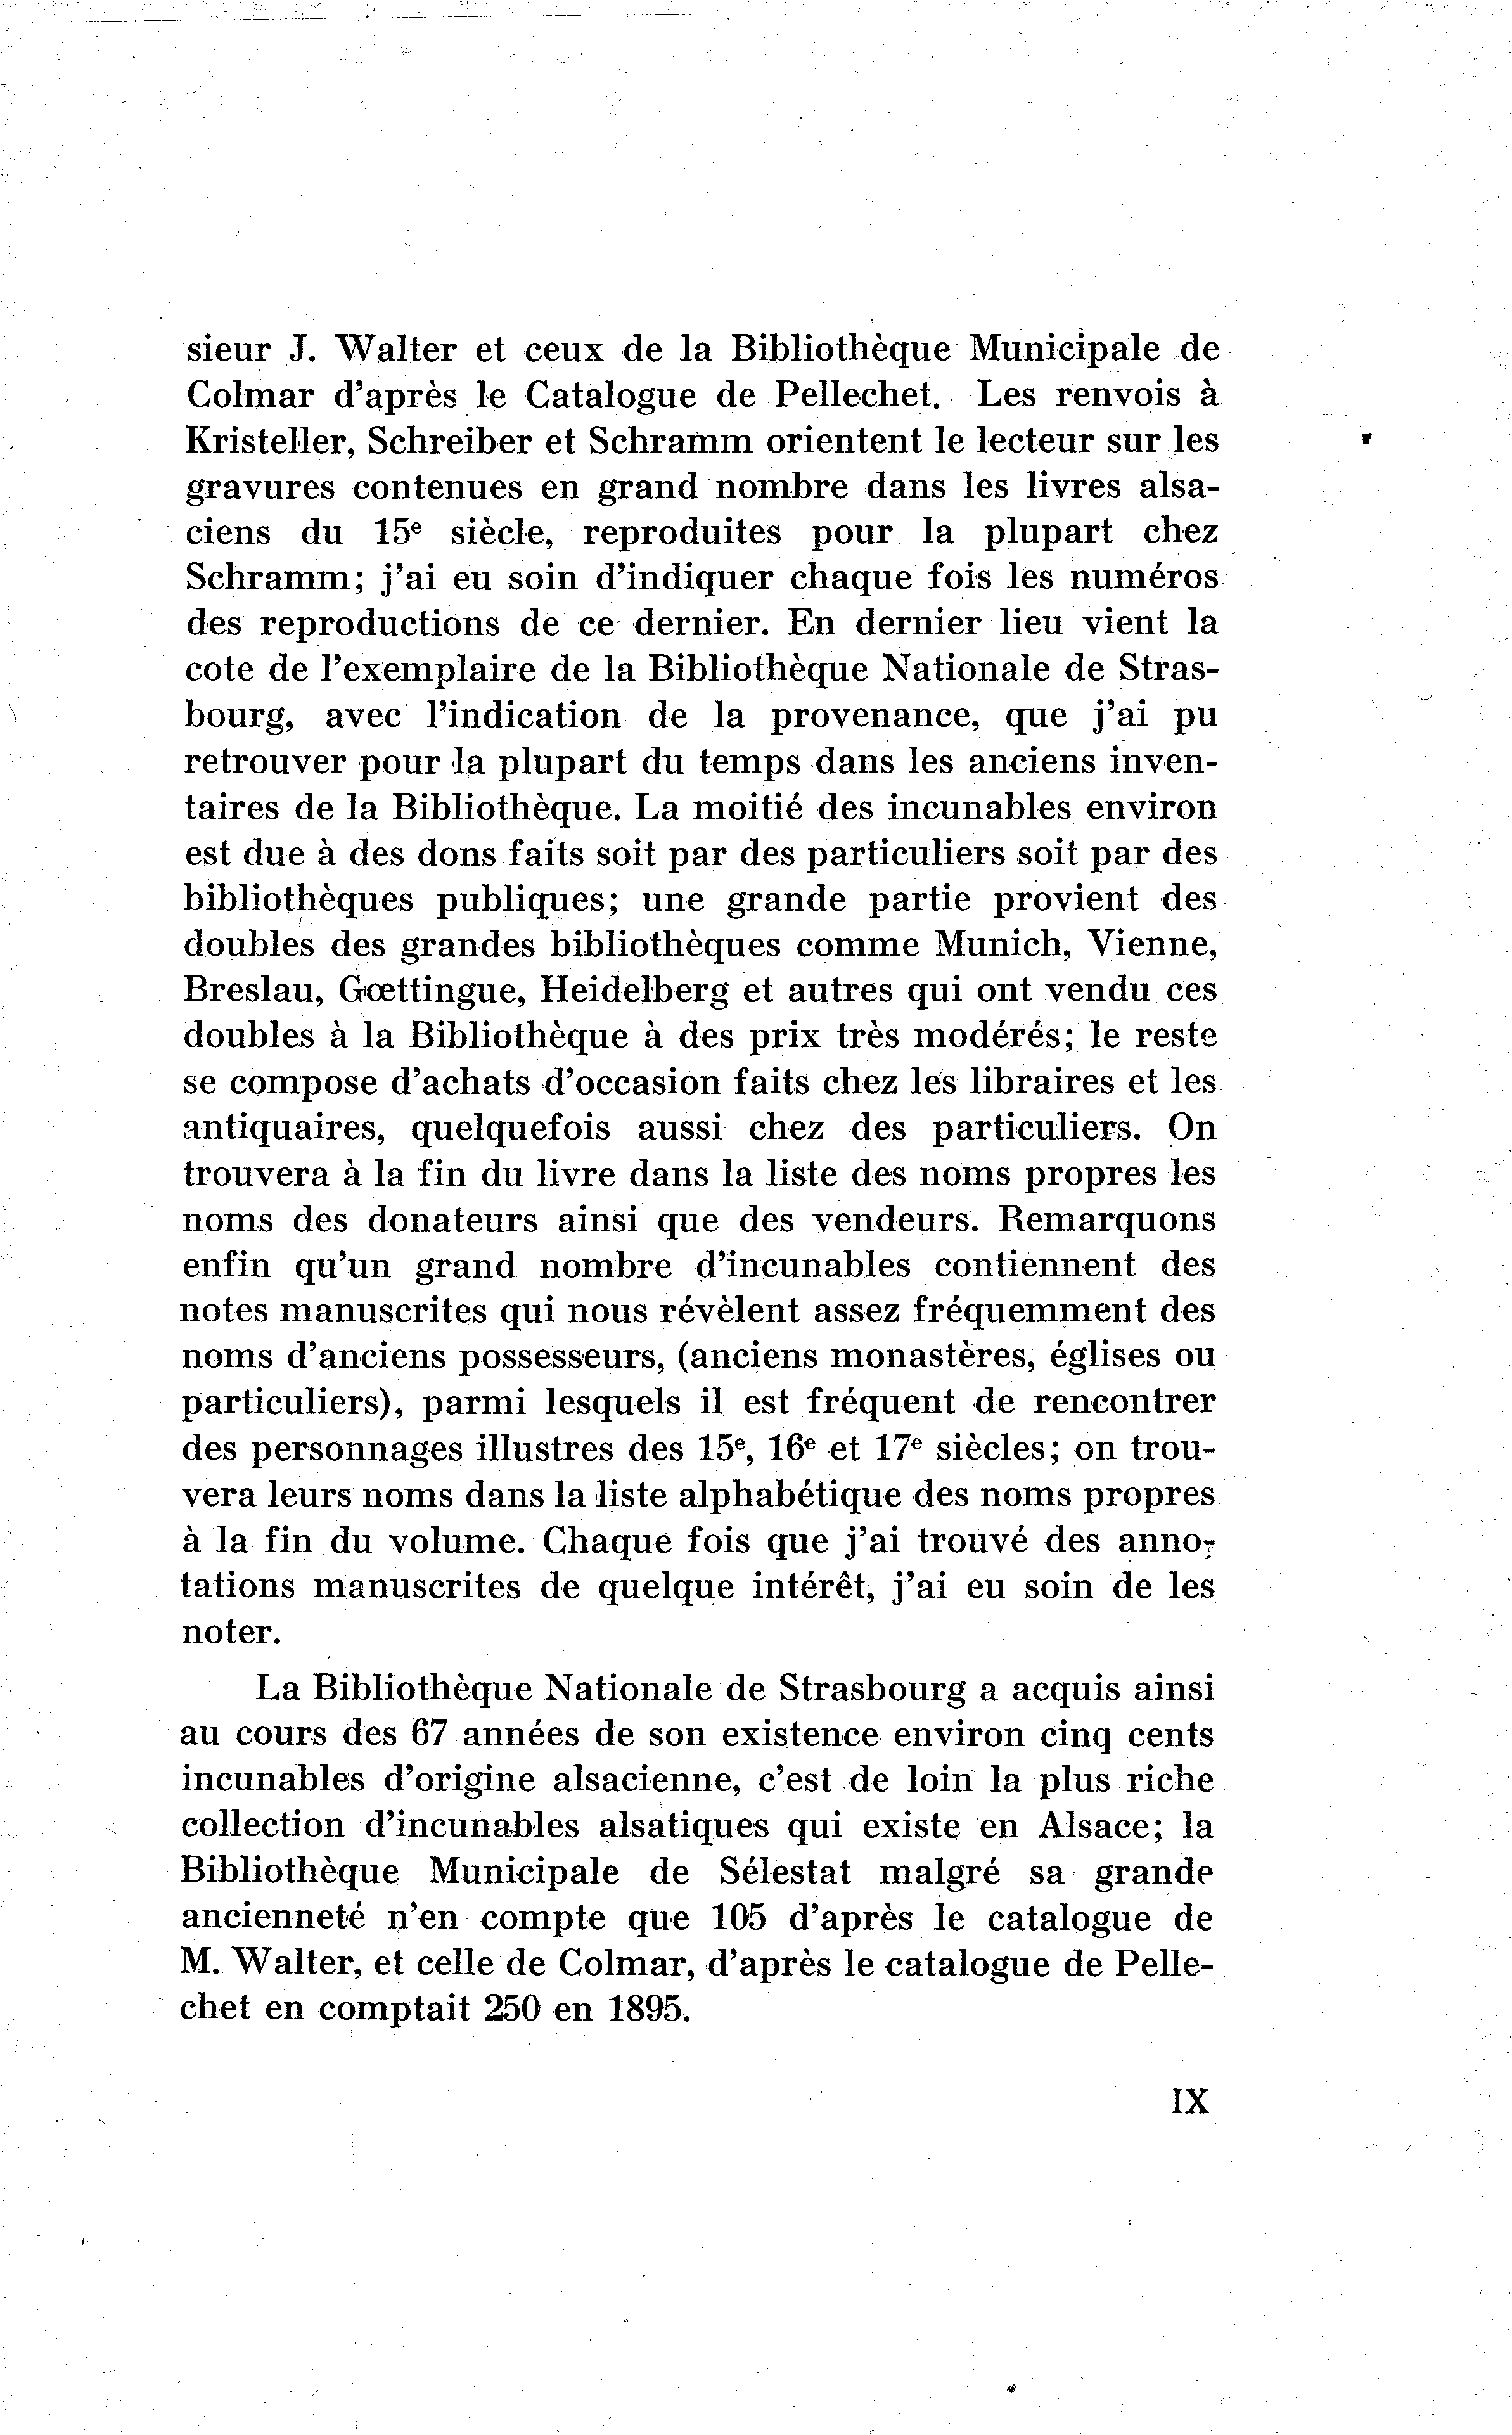 sieur J. Walter et ceux de la Bibliothèque Municipale de
Colmar d'après le Catalogue de Pellechet. Les renvois à
Kristeller, Schreiber et Schramm orientent le lecteur sur les
gravures contenues en grand nombre dans les livres alsa-
ciens du 15e siècle, reproduites pour la plupart chez
Schramm; j'ai eu soin d'indiquer chaque fois les numéros
des reproductions de ce dernier. En dernier lieu vient la
cote de l'exemplaire de la Bibliothèque Nationale de Stras-
bourg, avec l'indication de la provenance, que j'ai pu
retrouver pour la plupart du temps dans les anciens inven-
taires de la Bibliothèque. La moitié des incunables environ
est due à des dons faits soit par des particuliers soit par des
bibliothèques publiques; une grande partie provient des
doubles des grandes bibliothèques comme Munich, Vienne,
Breslau, Gœttingue, Heidelberg et autres qui ont vendu ces
doubles à la Bibliothèque à des prix très modérés; le reste
se compose d'achats d'occasion faits chez les libraires et les
antiquaires, quelquefois aussi chez des particuliers. On
trouvera à la fin du livre dans la liste des noms propres les
noms des donateurs ainsi que des vendeurs. Remarquons
enfin qu'un grand nombre d'incunables contiennent des
notes manuscrites qui nous révèlent assez fréquemment des
noms d'anciens possesseurs, (anciens monastères, églises ou
particuliers), parmi lesquels il est fréquent de rencontrer
des personnages illustres des 15e, 16e et 17e siècles; on trou-
vera leurs noms dans la liste alphabétique des noms propres
à la fin du volume. Chaque fois que j'ai trouvé des anno-
tations manuscrites de quelque intérêt, j'ai eu soin de les
noter.
La Bibliothèque Nationale de Strasbourg a acquis ainsi
au cours des 67 années de son existence environ cinq cents
incunables d'origine alsacienne, c'est de loin la plus riche
collection d'incunables alsatiques qui existe en Alsace; la
Bibliothèque Municipale de Sélestat malgré sa grande
ancienneté n'en compte que 105 d'après le catalogue de
M. Walter, et celle de Colmar, d'après le catalogue de Pelle-
chet en comptait 250 en 1895.
IX